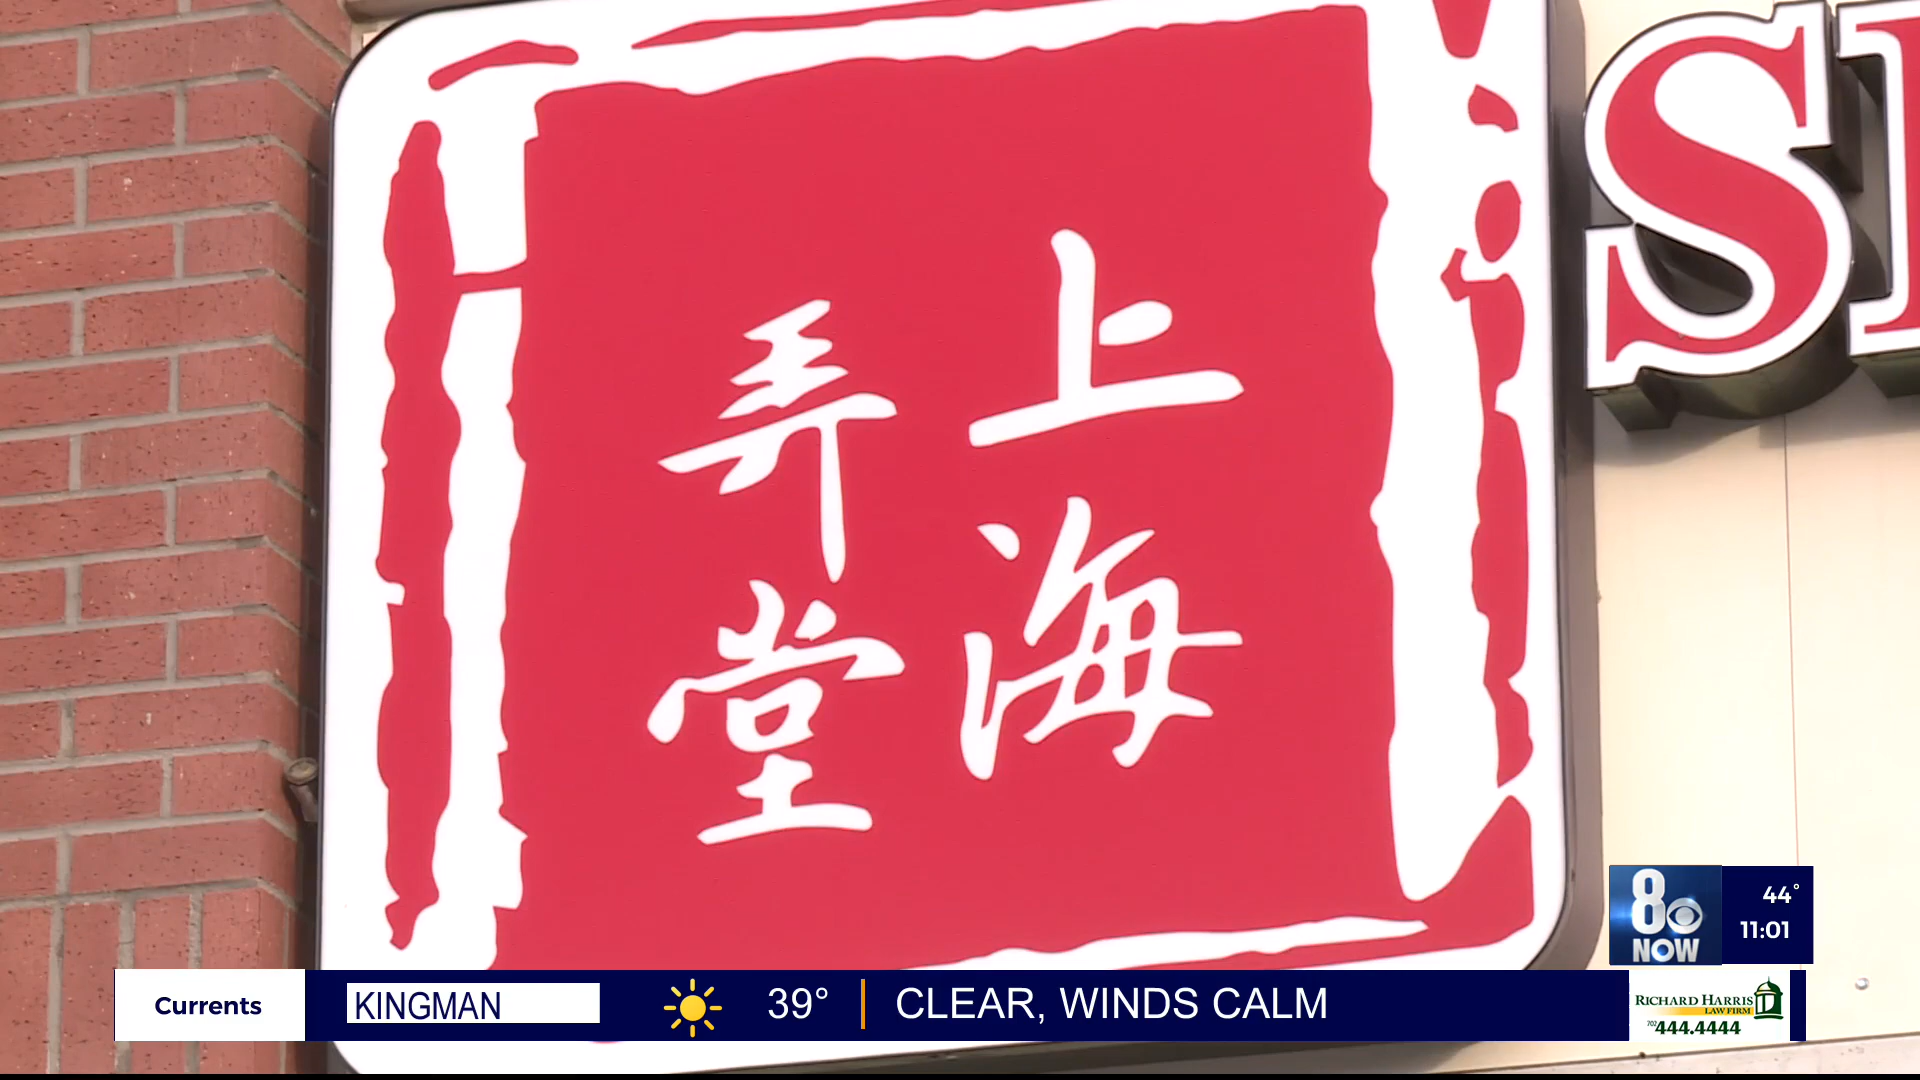 上海
弄堂
S
8
NOW
44°
11:01
Currents
KINGMAN
39°
CLEAR, WINDS CALM
RICHARD HARRIS
LAW FIRM
702 444.4444